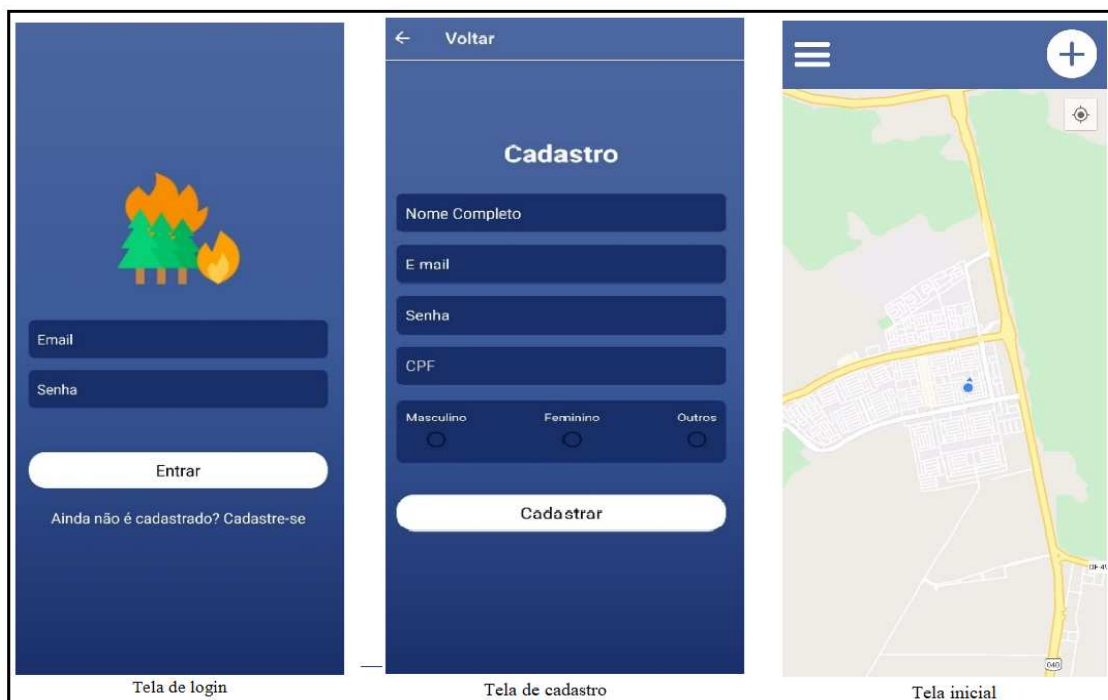 Email
Senha
Entrar
Ainda não é cadastrado? Cadastre-se
Tela de login
Voltar
Cadastro
Nome Completo
E mail
Senha
CPF
Masculino Feminino Outros
Cadastrar
Tela de cadastro
040
Tela inicial